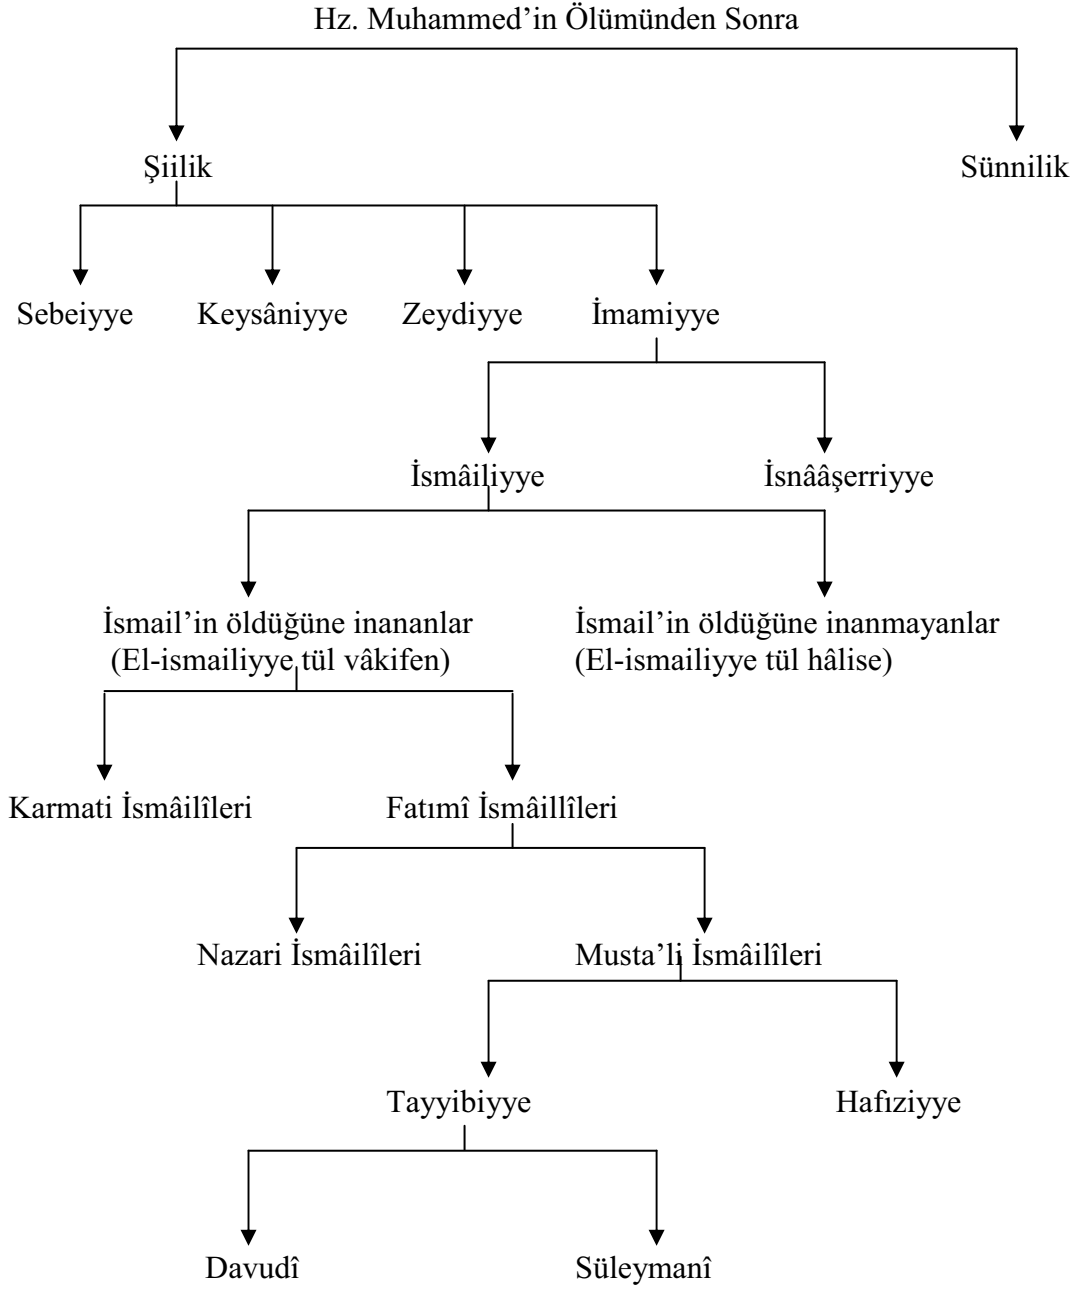 Hz. Muhammed’in Ölümünden Sonra
Şiilik
Sünnilik
Sebeiyye
Keysâniyye
Zeydiyye
İmamiyye
İsmâiliyye
İsnââşerriyye
İsmail’in öldüğüne inananlar
(El-ismailiyye tül vâkifen)
İsmail’in öldüğüne inanmayanlar
(El-ismailiyye tül hâlise)
Karmati İsmâilîleri
Fatımî İsmâillîleri
Nazari İsmâilîleri
Musta’li İsmâilîleri
Tayyibiyye
Hafıziyye
Davudî
Süleymanî